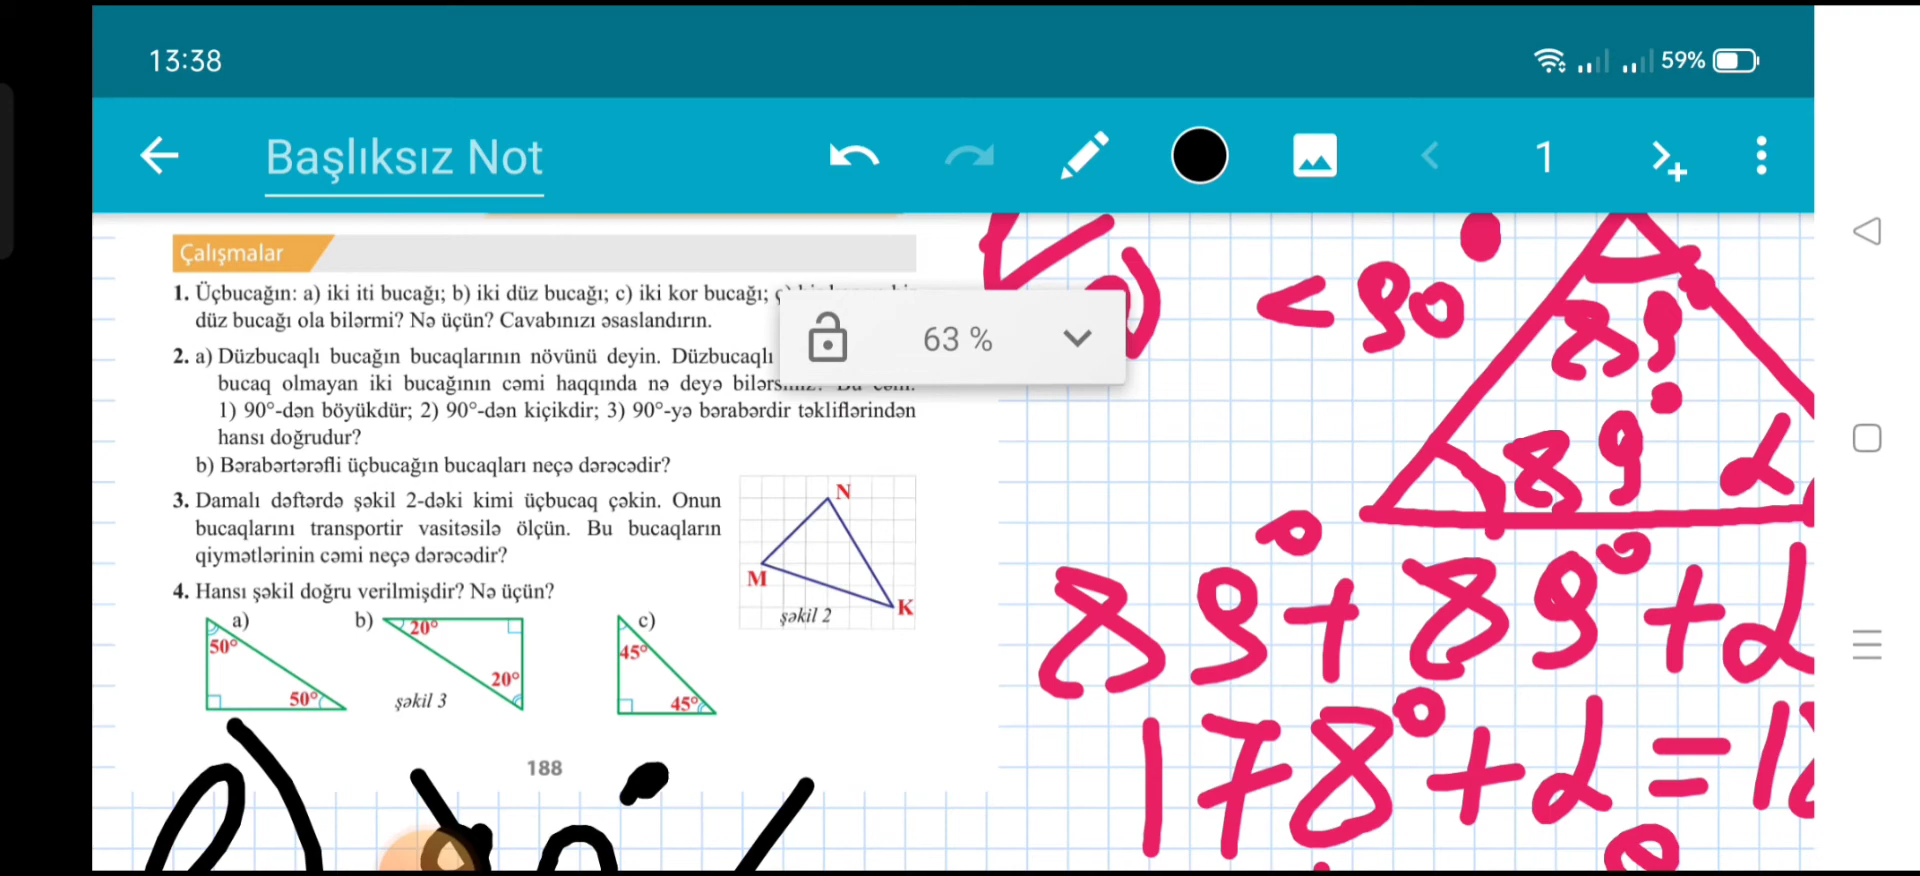 13:38
59%
Başlıksız Not
1
Çalışmalar
1. Üçbucağın: a) iki iti bucağı; b) iki düz bucağı; c) iki kor bucağı;
düz bucağı ola bilərmi? Nə üçün? Cavabınızı əsaslandırın.
63 %
2. a) Düzbucaqlı bucağın bucaqlarının növünü deyin. Düzbucaqlı
bucaq olmayan iki bucağının cəmi haqqında nə deyə
1) 90°-dən böyükdür; 2) 90°-dən kiçikdir; 3) 90°-yə bərabərdir təkliflərindən
hansı doğrudur?
b) Bərabərtərəfli üçbucağın bucaqları neçə dərəcədir?
3. Damalı dəftərdə şəkil 2-dəki kimi üçbucaq çəkin. Onun
bucaqlarını transportir vasitəsilə ölçün. Bu bucaqların
qiymətlərinin cəmi neçə dərəcədir?
N
M
K
şəkil 2
4. Hansı şəkil doğru verilmişdir? Nə üçün?
a)
50°
50°
b)
20°
20°
şəkil 3
c)
45°
45°
188
<90°
89°
89°
α
89°+89°+α
178°+α=1